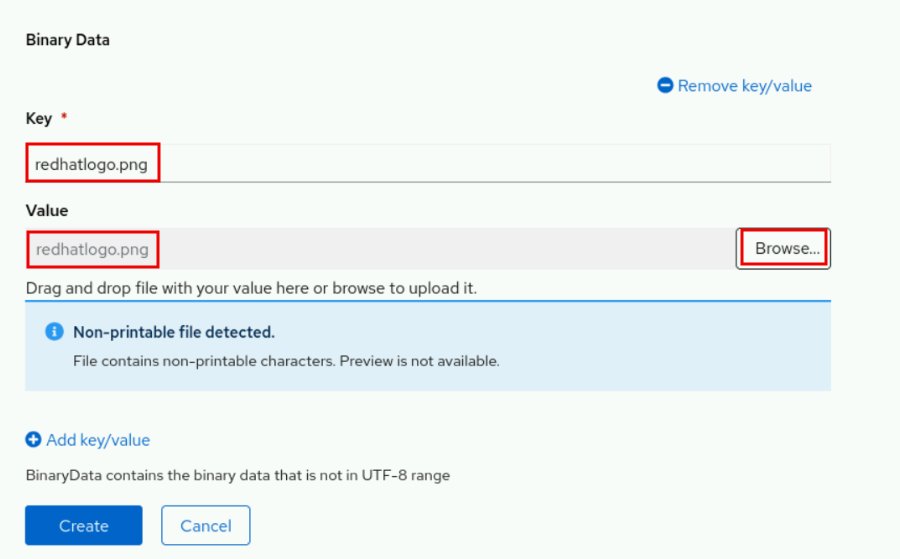 Binary Data
Remove key/value
Key *
redhatlogo.png
Value
redhatlogo.png
Browse...
Drag and drop file with your value here or browse to upload it.
Non-printable file detected.
File contains non-printable characters. Preview is not available.
Add key/value
BinaryData contains the binary data that is not in UTF-8 range
Create
Cancel